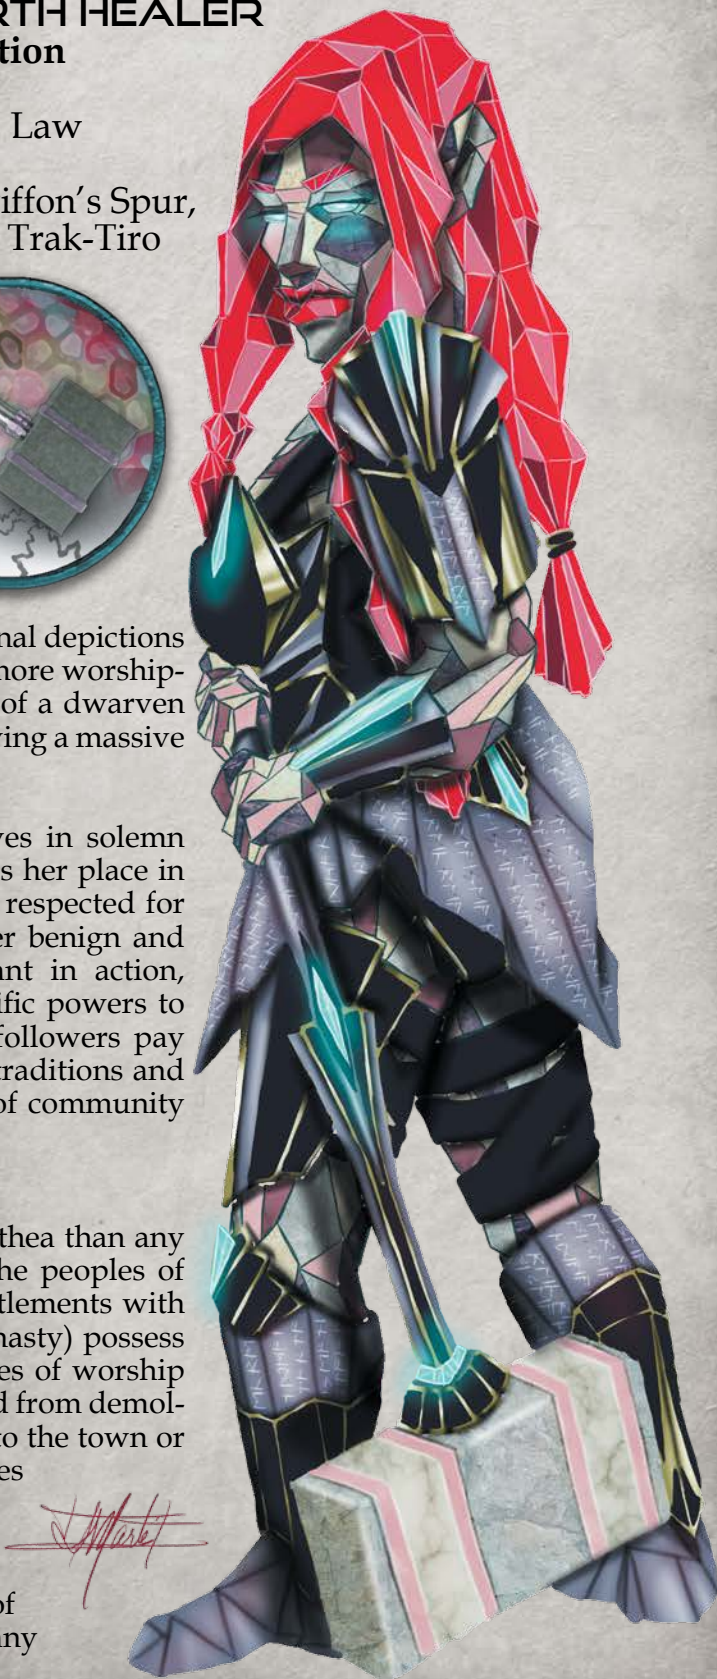 RTH HEALER
tion
Law
iffon's Spur,
Trak-Tiro
nal depictions
more worship-
of a dwarven
ving a massive
ves in solemn
s her place in
respected for
er benign and
ant in action,
ific powers to
followers pay
traditions and
of community
thea than any
he peoples of
tlements with
nasty) possess
es of worship
d from demol-
to the town or
es
of
any